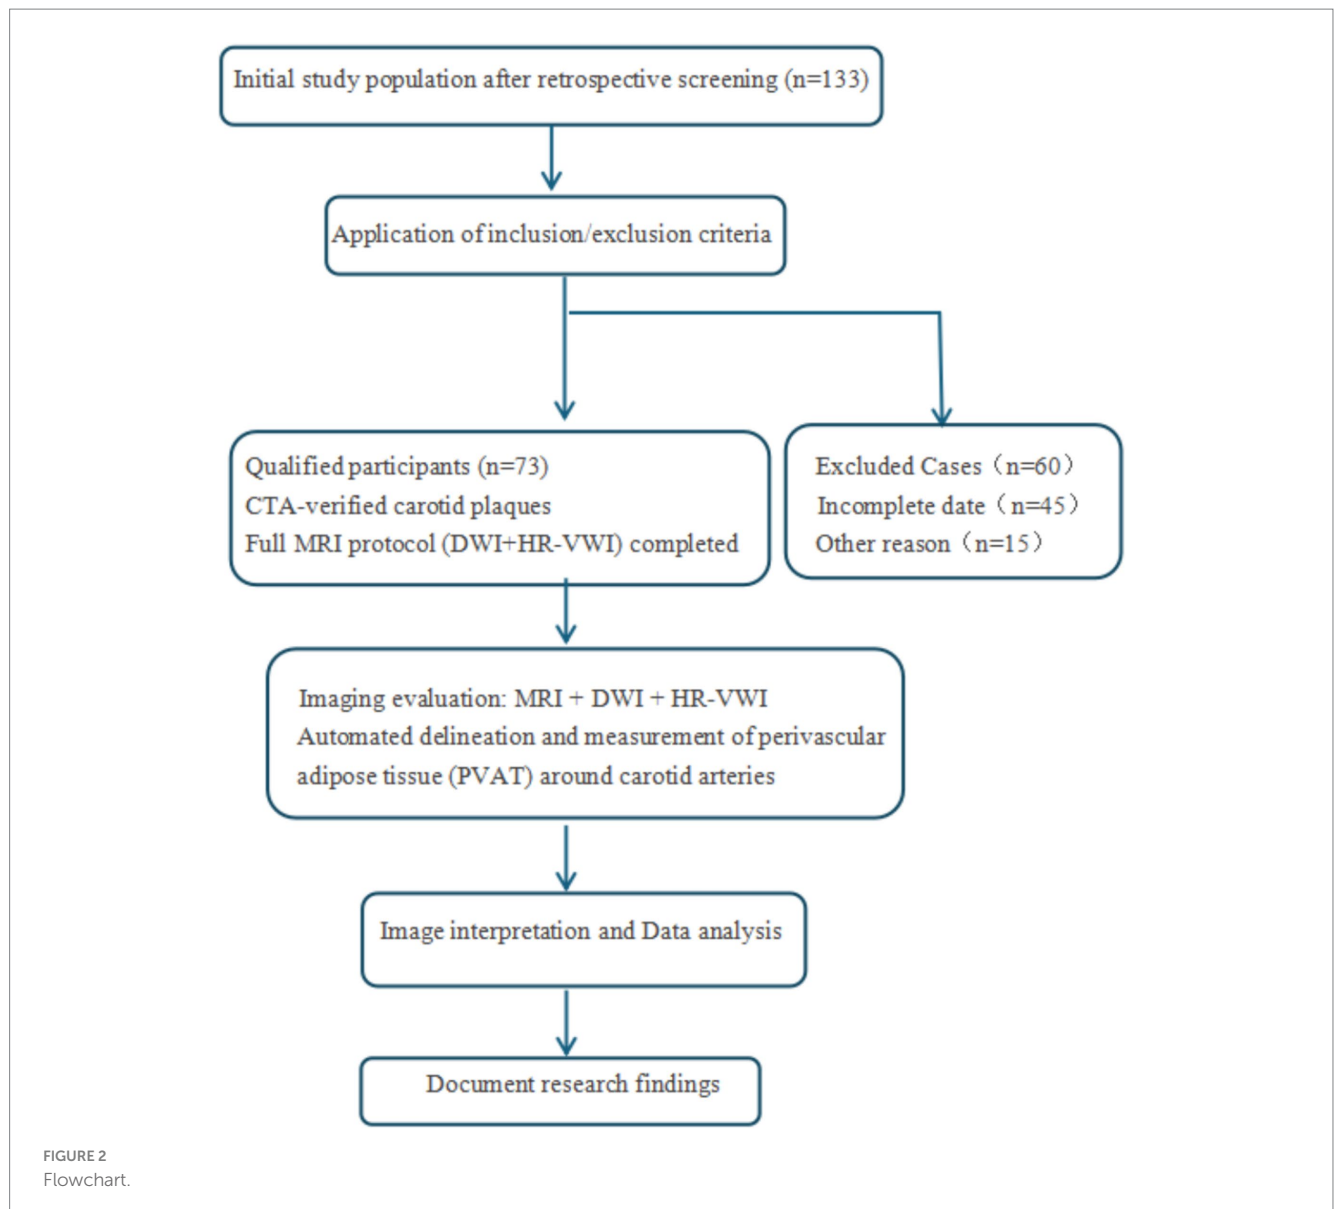 Initial study population after retrospective screening (n=133)
Application of inclusion/exclusion criteria
Qualified participants (n=73)
CTA-verified carotid plaques
Full MRI protocol (DWI+HR-VWI) completed
Excluded Cases（n=60）
Incomplete date（n=45）
Other reason（n=15）
Imaging evaluation: MRI + DWI + HR-VWI
Automated delineation and measurement of perivascular
adipose tissue (PVAT) around carotid arteries
Image interpretation and Data analysis
Document research findings
FIGURE 2
Flowchart.